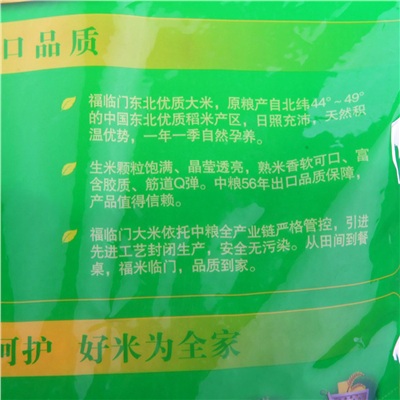 口品质
福临门东北优质大米，原粮产自北纬44°~49°
的中国东北优质稻米产区，日照充沛，天然积
温优势，一年一季自然孕养。
生米颗粒饱满、晶莹透亮，熟米香软可口、富
含胶质、筋道Q弹。中粮56年出口品质保障，
产品值得信赖。
福临门大米依托中粮全产业链严格管控，引进
先进工艺封闭生产，安全无污染。从田间到餐
桌，福米临门，品质到家。
呵护 好米为全家